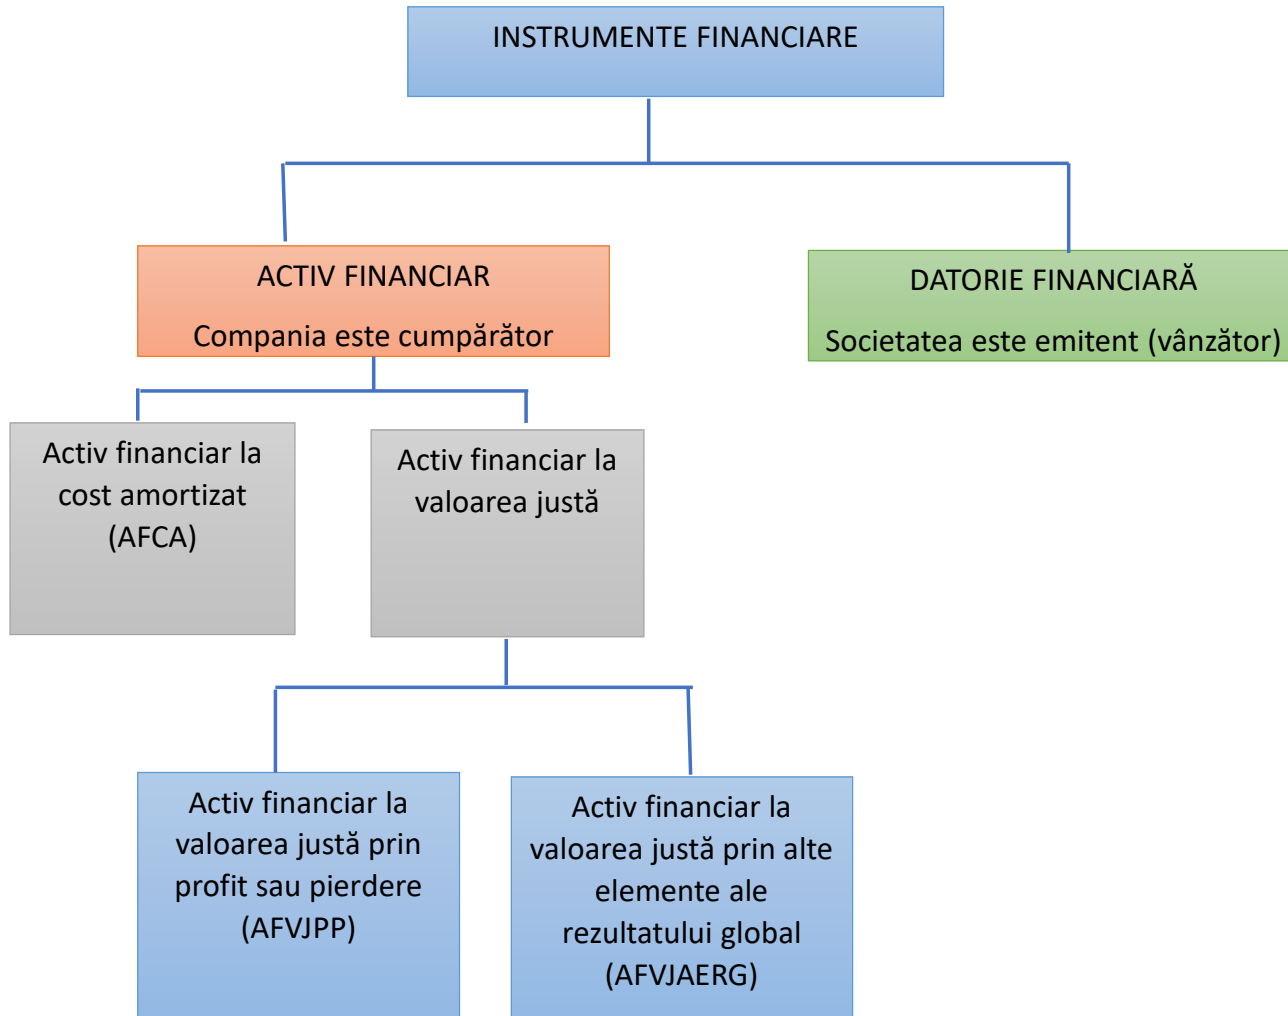 INSTRUMENTE FINANCIARE
ACTIV FINANCIAR
Compania este cumpărător
DATORIE FINANCIARĂ
Societatea este emitent (vânzător)
Activ financiar la
cost amortizat
(AFCA)
Activ financiar la
valoarea justă
Activ financiar la
valoarea justă prin
profit sau pierdere
(AFVJPP)
Activ financiar la
valoarea justă prin alte
elemente ale
rezultatului global
(AFVJAERG)